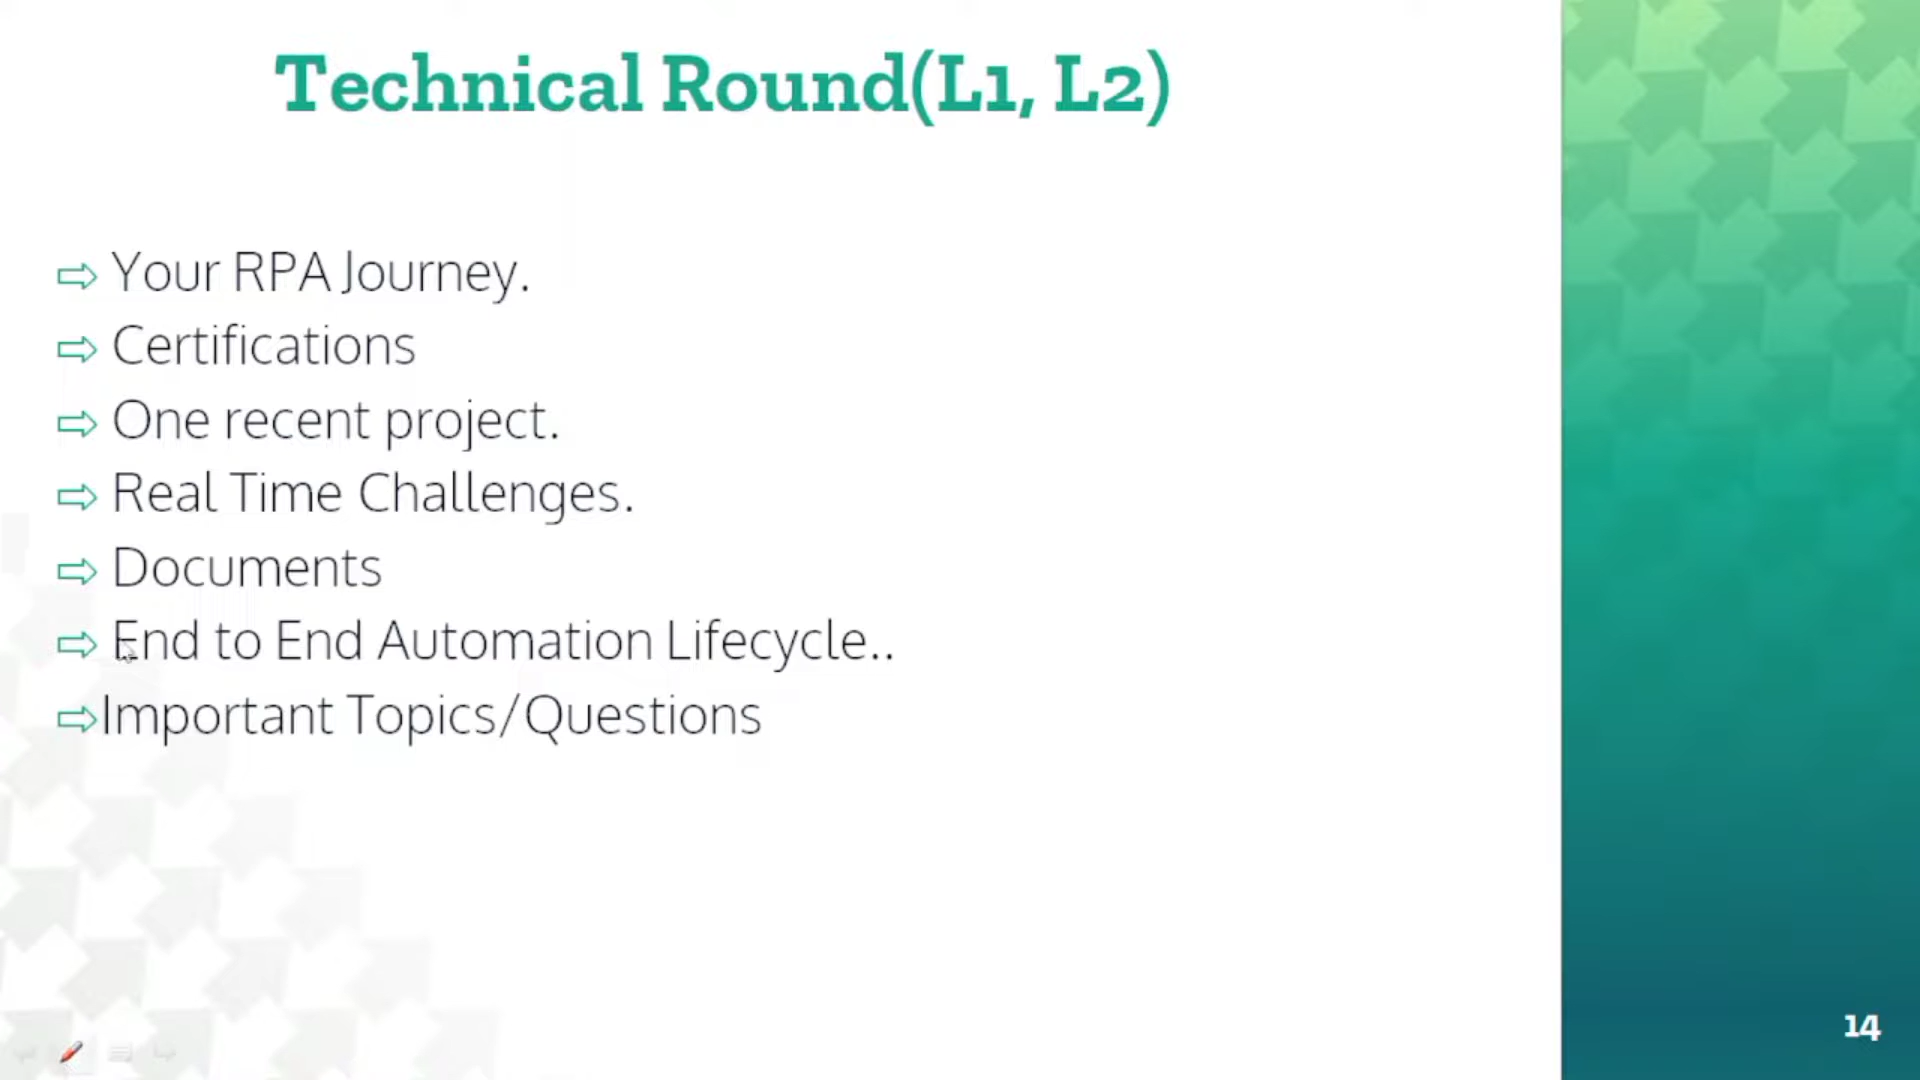 Technical Round(L1, L2)
⇨ Your RPA Journey.
⇨ Certifications
⇨ One recent project.
⇨ Real Time Challenges.
⇨ Documents
⇨ End to End Automation Lifecycle..
⇨Important Topics/Questions
14